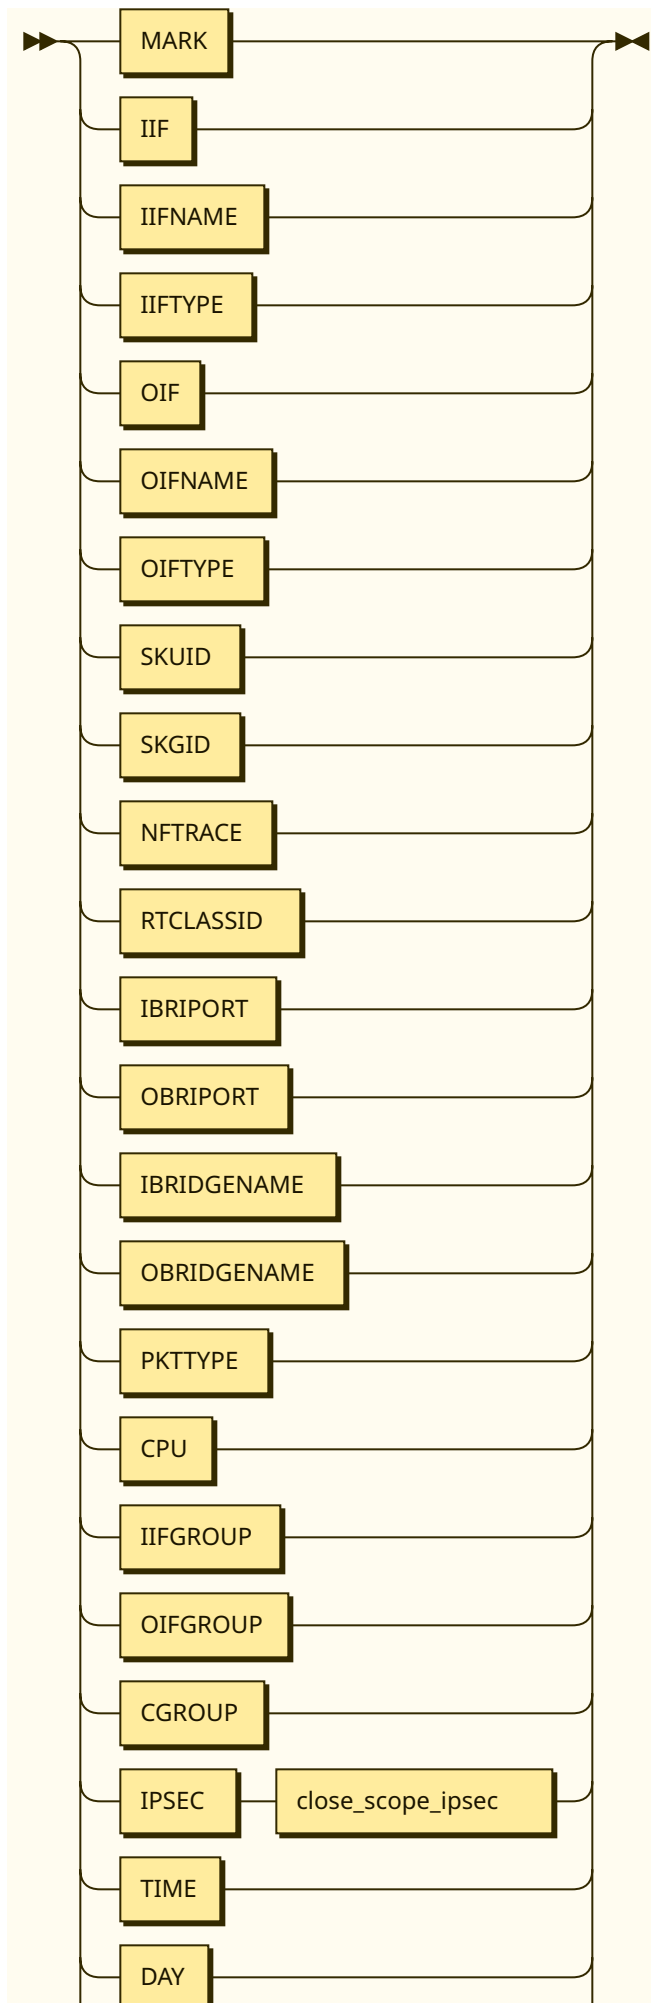 MARK
IIF
IIFNAME
IIFTYPE
OIF
OIFNAME
OIFTYPE
SKUID
SKGID
NFTRACE
RTCLASSID
IBRIPORT
OBRIPORT
IBRIDGENAME
OBRIDGENAME
PKTTYPE
CPU
IIFGROUP
OIFGROUP
CGROUP
IPSEC close_scope_ipsec
TIME
DAY